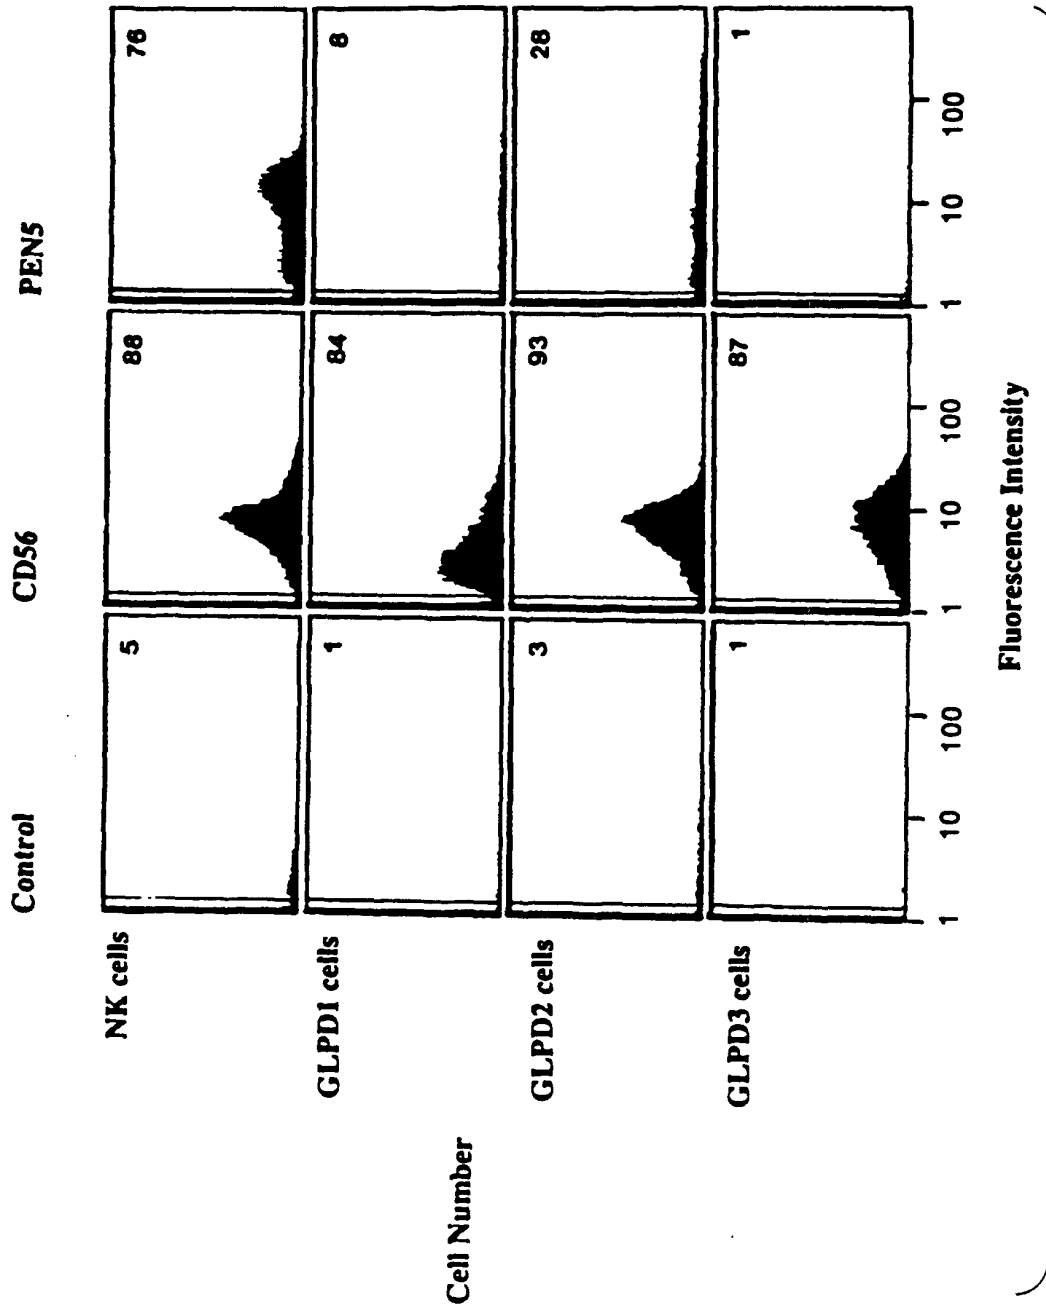 Control CD56 PEN5
NK cells 5 88 76
GLPD1 cells 1 84 8
GLPD2 cells 3 93 28
GLPD3 cells 1 87 1
Cell Number
1 10 100 1 10 100 1 10 100
Fluorescence Intensity